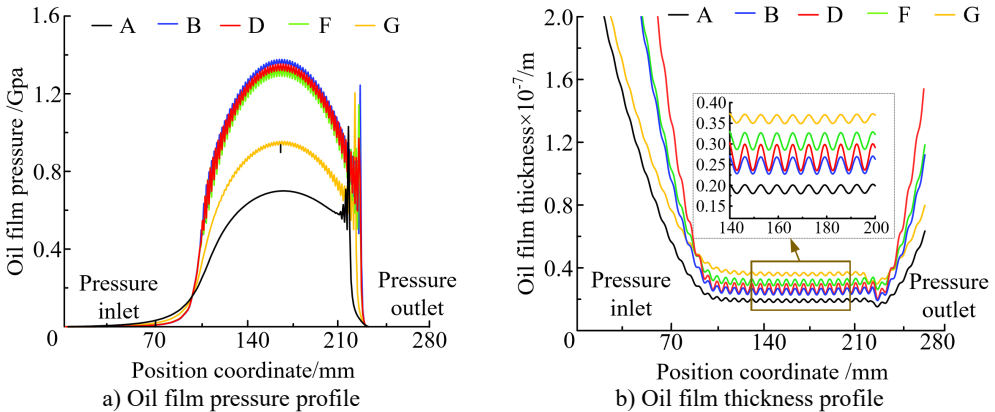 A B D F G
Oil film pressure /Gpa
1.6
1.2
0.8
0.4
0
Pressure
inlet
Pressure
outlet
70 140 210 280
Position coordinate/mm
a) Oil film pressure profile
A B D F G
Oil film thickness×10⁻⁷/m
2.0
1.6
1.2
0.8
0.4
0
0.40
0.35
0.30
0.25
0.20
0.15
140 160 180 200
Pressure
inlet
Pressure
outlet
70 140 210 280
Position coordinate /mm
b) Oil film thickness profile